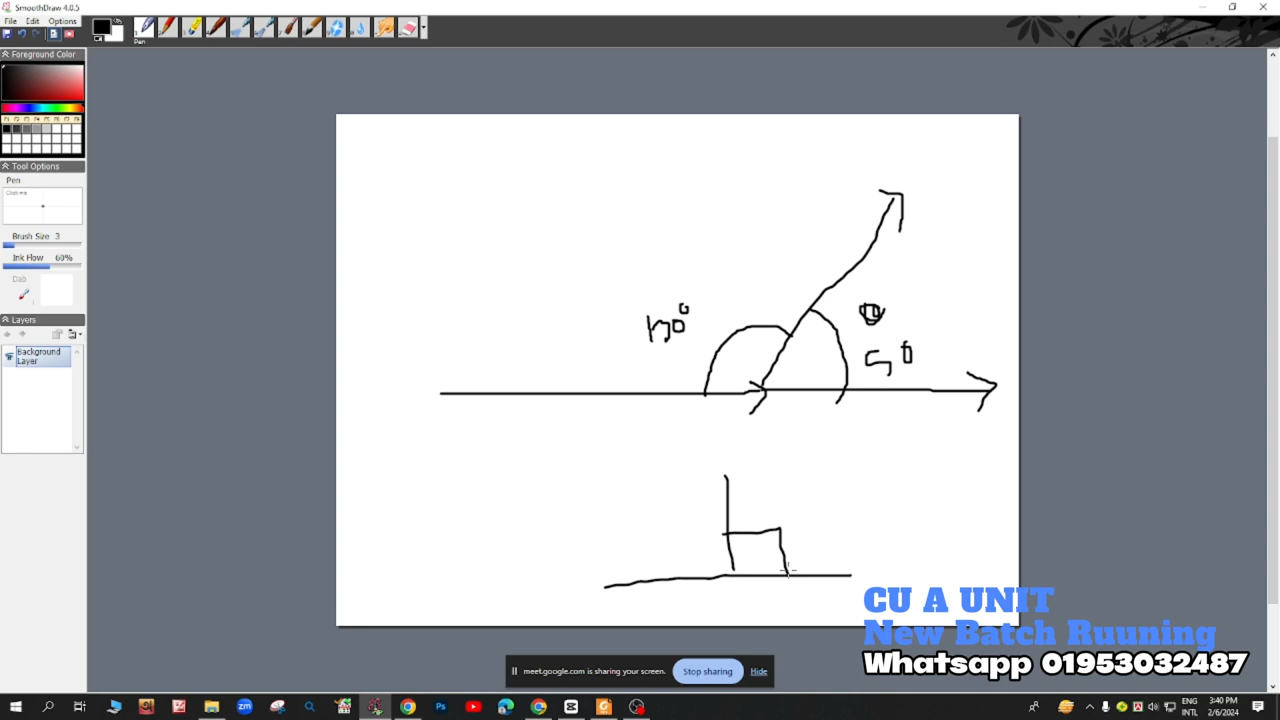 SmoothDraw 4.0.5
File Edit Options
Pen
Foreground Color
Tool Options
Pen
Brush Size 3
Ink Flow 60%
Dab
Layers
Background
Layer
CU A UNIT
New Batch Ruuning
Whatsapp 01953032487
meet.google.com is sharing your screen.
Stop sharing
Hide
ENG
INTL
3:40 PM
2/6/2024